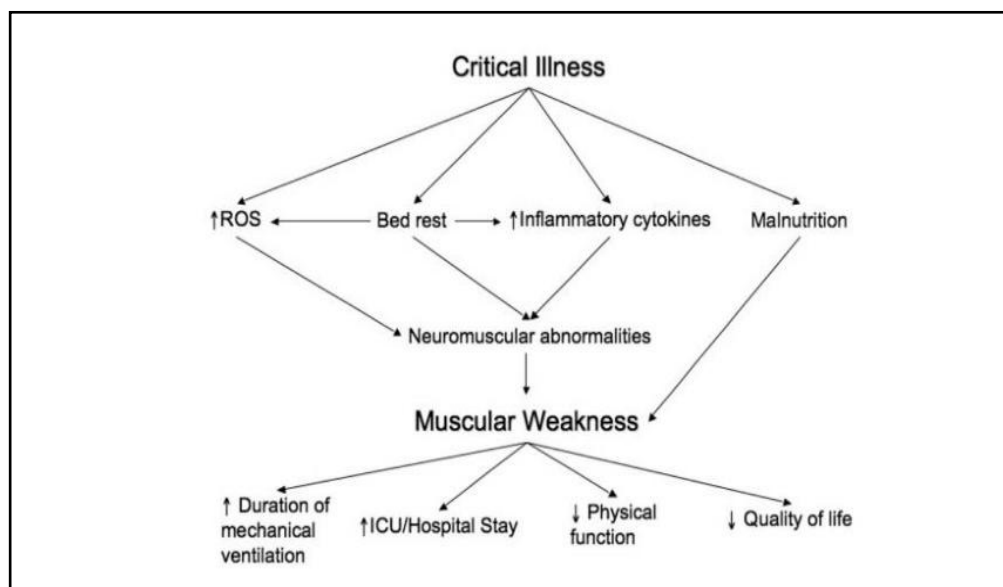 Critical Illness
↑ROS
Bed rest
↑Inflammatory cytokines
Malnutrition
Neuromuscular abnormalities
Muscular Weakness
↑ Duration of
mechanical
ventilation
↑ICU/Hospital Stay
↓ Physical
function
↓ Quality of life